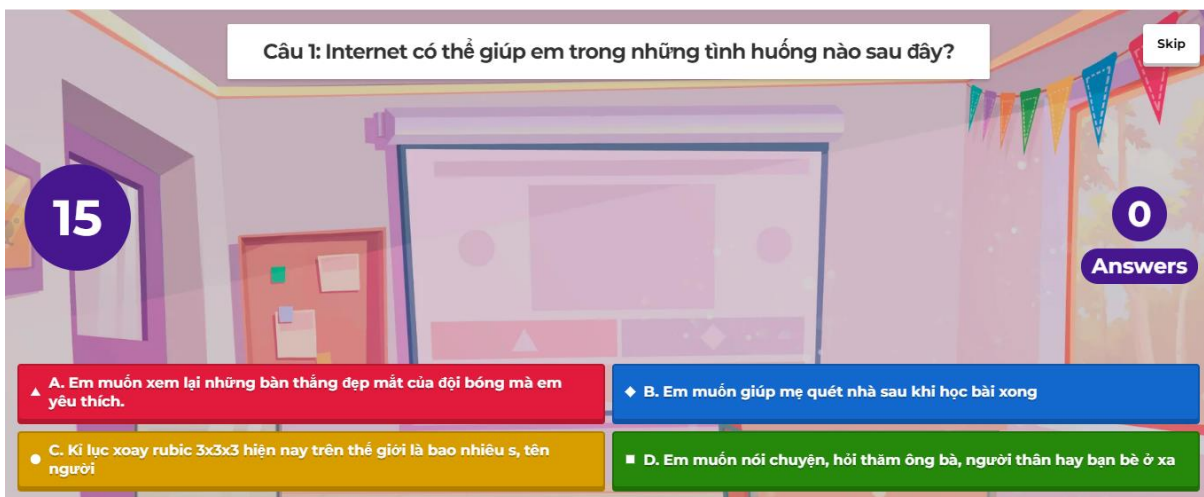 Câu 1: Internet có thể giúp em trong những tình huống nào sau đây?
Skip
15
0
Answers
A. Em muốn xem lại những bàn thắng đẹp mắt của đội bóng mà em
yêu thích.
B. Em muốn giúp mẹ quét nhà sau khi học bài xong
C. Kỉ lục xoay rubic 3x3x3 hiện nay trên thế giới là bao nhiêu s, tên
người
D. Em muốn nói chuyện, hỏi thăm ông bà, người thân hay bạn bè ở xa